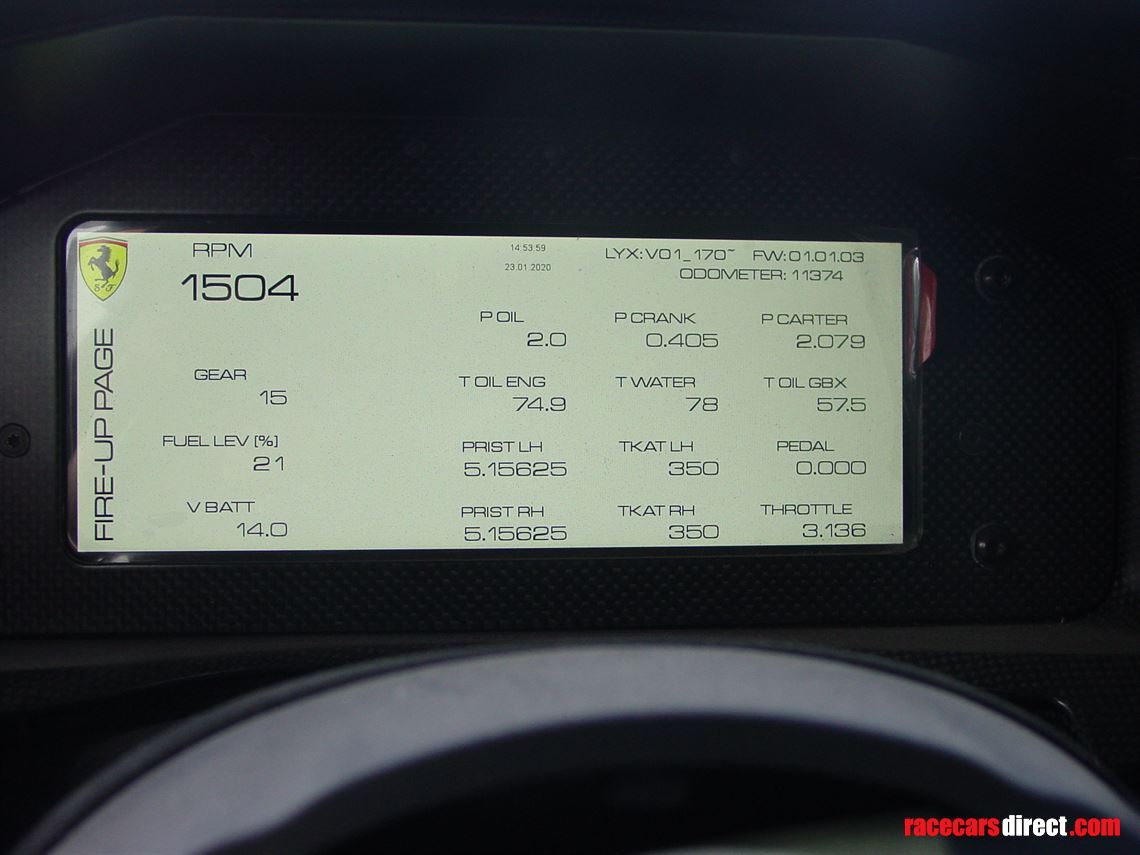 RPM
1504
14:53:59
23.01.2020
LYX:V01_170~ FW:01.01.03
ODOMETER: 11374
P OIL P CRANK P CARTER
2.0 0.405 2.079
GEAR T OIL ENG T WATER T OIL GBX
15 74.9 78 57.5
FUEL LEV [%] PRIST LH TKAT LH PEDAL
21 5.15625 350 0.000
V BATT PRIST RH TKAT RH THROTTLE
14.0 5.15625 350 3.136
FIRE-UP PAGE
S F
racecarsdirect.com